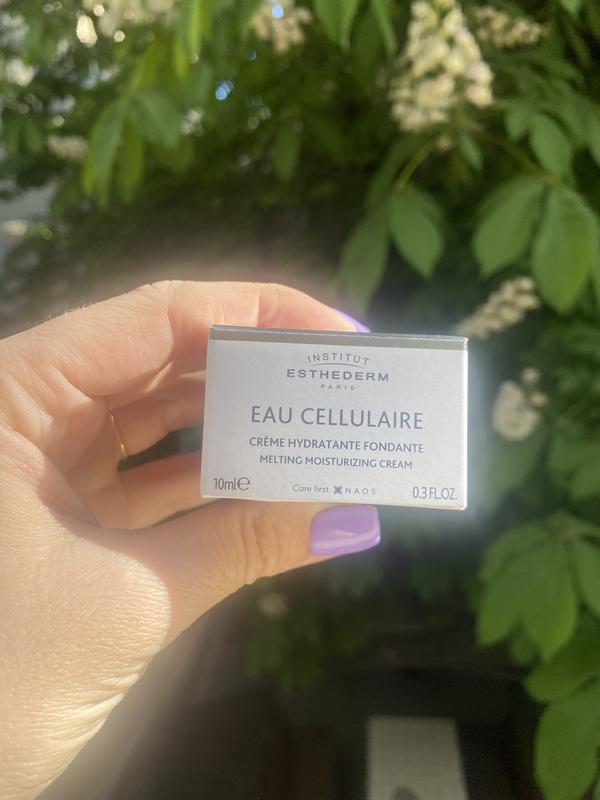 INSTITUT
ESTHEDERM
PARIS
EAU CELLULAIRE
CRÈME HYDRATANTE FONDANTE
MELTING MOISTURIZING CREAM
10ml℮ Care first. NAOS 0.3 FL.OZ.